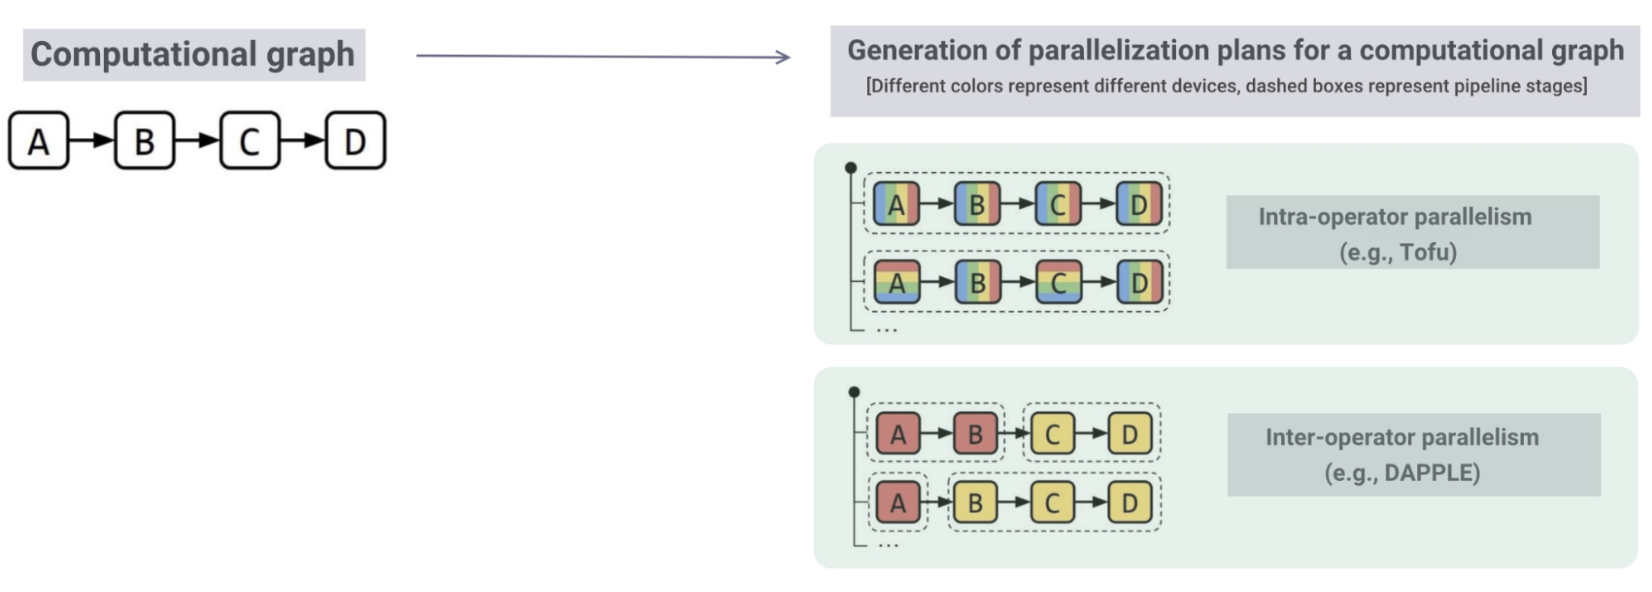 Computational graph
A B C D
Generation of parallelization plans for a computational graph
[Different colors represent different devices, dashed boxes represent pipeline stages]
A B C D
A B C D
...
Intra-operator parallelism
(e.g., Tofu)
A B C D
A B C D
...
Inter-operator parallelism
(e.g., DAPPLE)